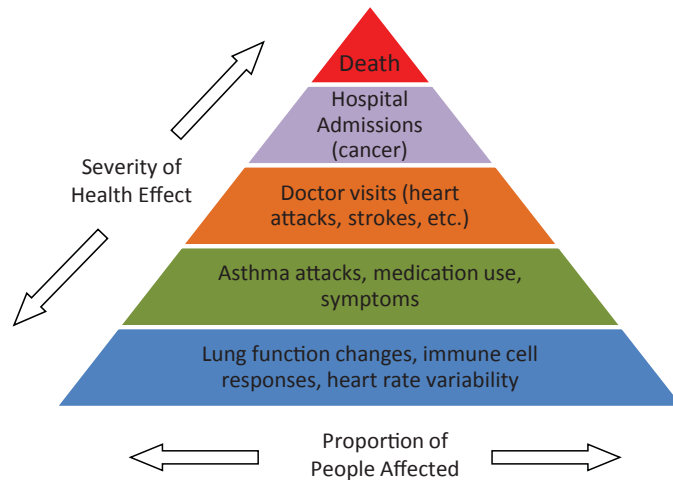 Death
Hospital
Admissions
(cancer)
Severity of
Health Effect
Doctor visits (heart
attacks, strokes, etc.)
Asthma attacks, medication use,
symptoms
Lung function changes, immune cell
responses, heart rate variability
Proportion of
People Affected